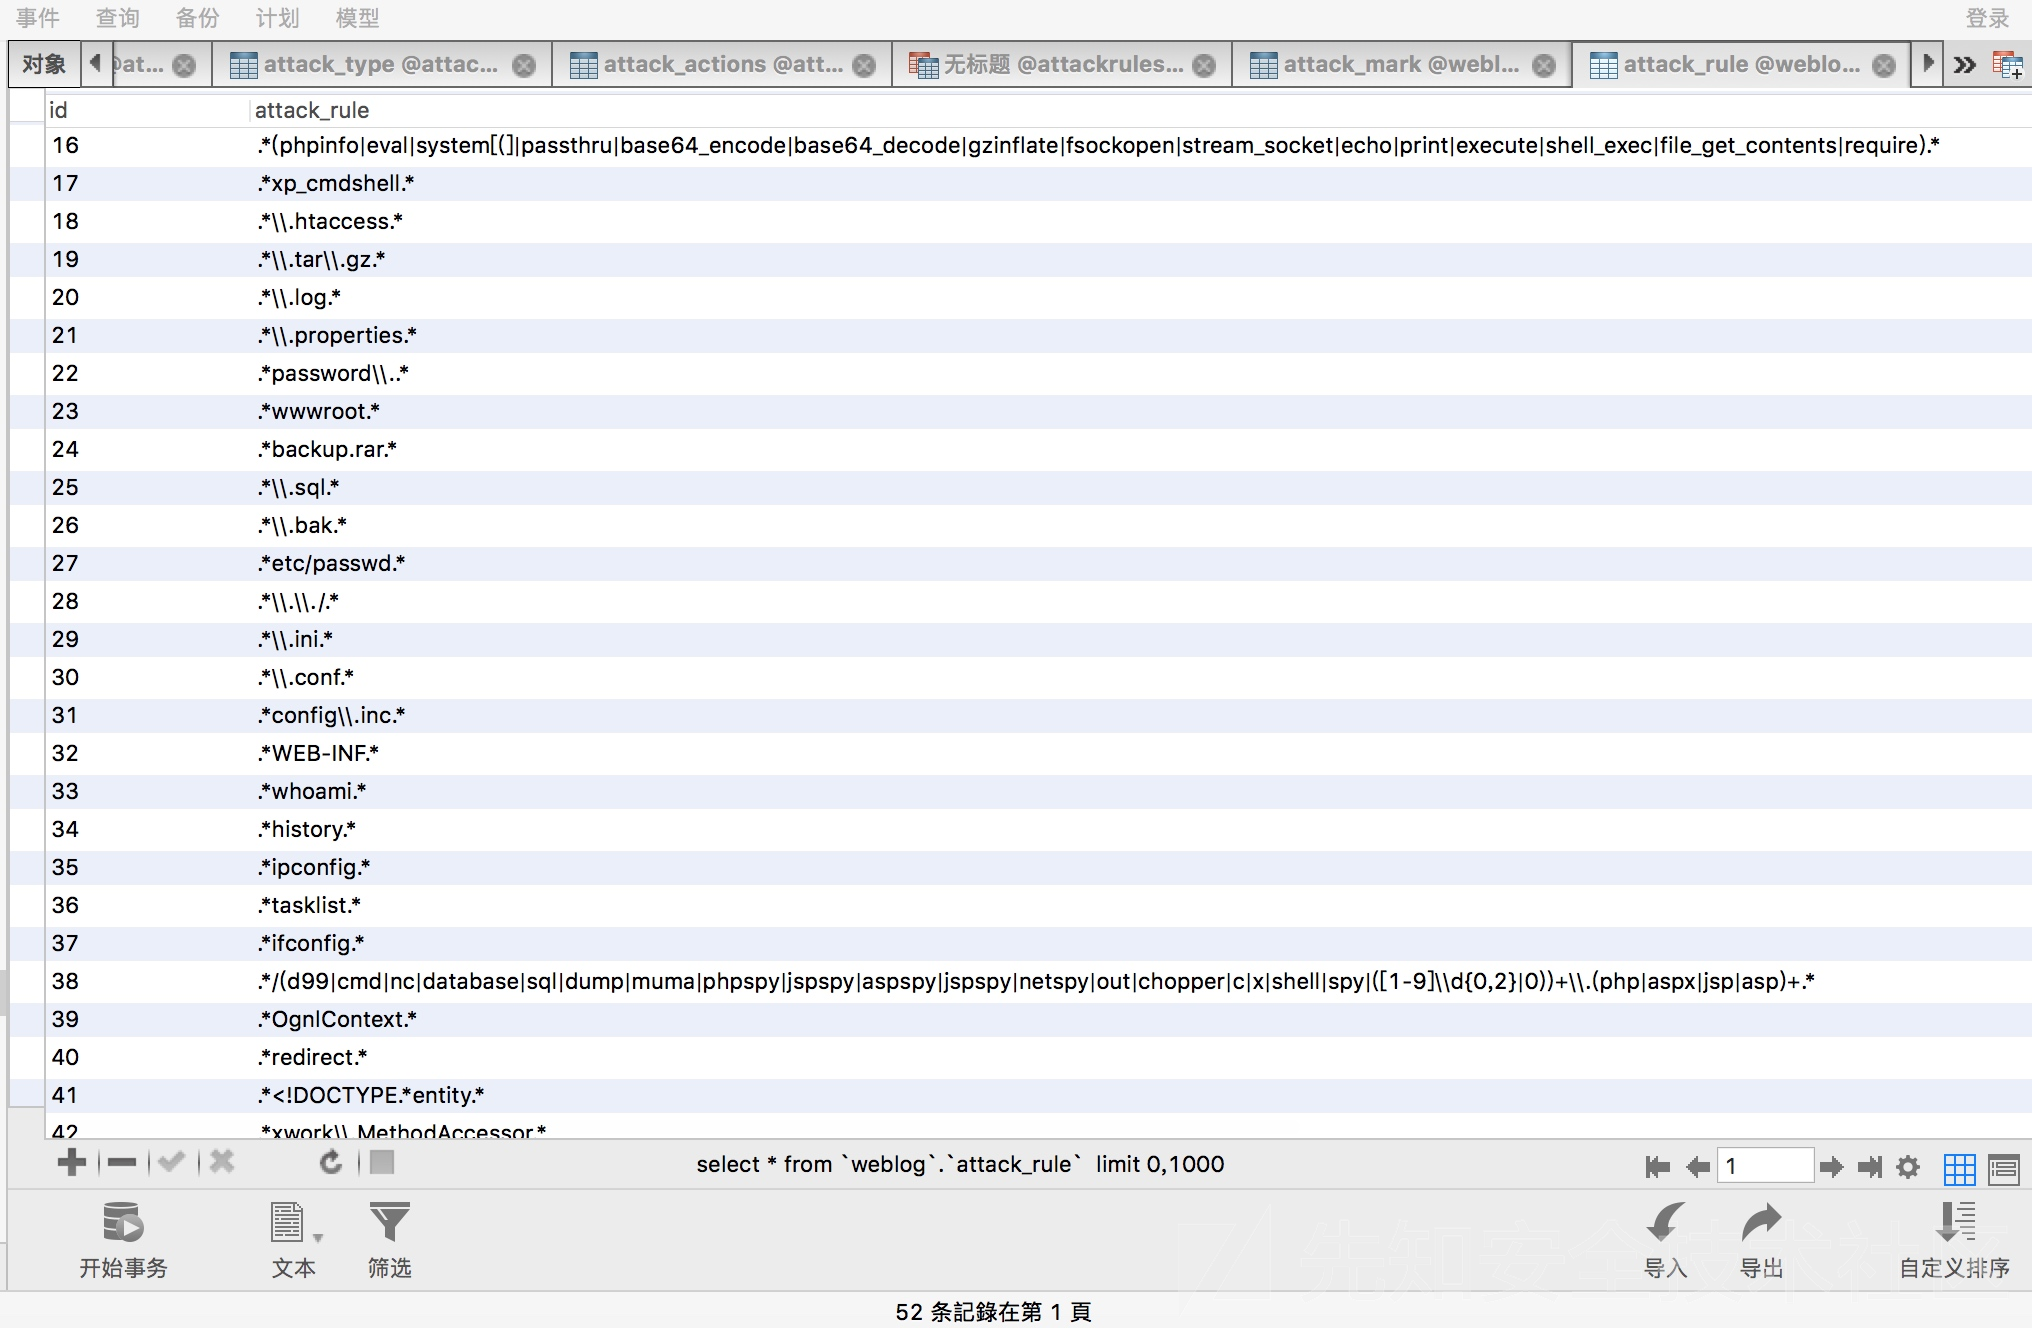 事件 查询 备份 计划 模型 登录
对象 @at... attack_type @attac... attack_actions @att... 无标题 @attackrules... attack_mark @webl... attack_rule @weblo...
id attack_rule
16 .*(phpinfo|eval|system[(]|passthru|base64_encode|base64_decode|gzinflate|fsockopen|stream_socket|echo|print|execute|shell_exec|file_get_contents|require).*
17 .*xp_cmdshell.*
18 .*\\.htaccess.*
19 .*\\.tar\\.gz.*
20 .*\\.log.*
21 .*\\.properties.*
22 .*password\\..*
23 .*wwwroot.*
24 .*backup.rar.*
25 .*\\.sql.*
26 .*\\.bak.*
27 .*etc/passwd.*
28 .*\\.\\./.*
29 .*\\.ini.*
30 .*\\.conf.*
31 .*config\\.inc.*
32 .*WEB-INF.*
33 .*whoami.*
34 .*history.*
35 .*ipconfig.*
36 .*tasklist.*
37 .*ifconfig.*
38 .*/(d99|cmd|nc|database|sql|dump|muma|phpspy|jspspy|aspspy|jspspy|netspy|out|chopper|c|x|shell|spy|([1-9]\\d{0,2}|0))+\\.(php|aspx|jsp|asp)+.*
39 .*OgnlContext.*
40 .*redirect.*
41 .*<!DOCTYPE.*entity.*
42 .*xwork\\.MethodAccessor.*
select * from `weblog`.`attack_rule` limit 0,1000 1
开始事务 文本 筛选 导入 导出 自定义排序
先知安全技术社区
52 条記錄在第 1 頁